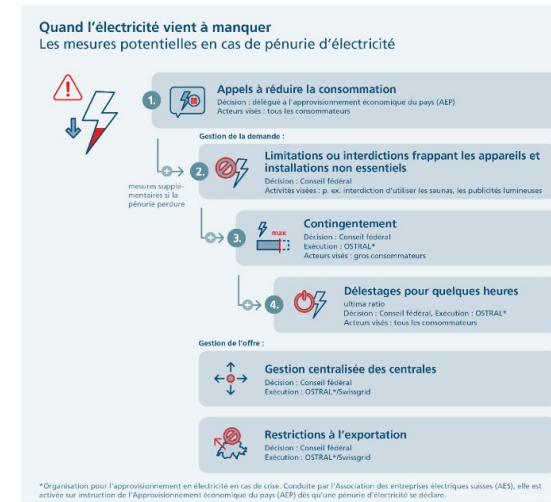 Quand l'électricité vient à manquer
Les mesures potentielles en cas de pénurie d'électricité
1.
Appels à réduire la consommation
Décision : délégué à l'approvisionnement économique du pays (AEP)
Acteurs visés : tous les consommateurs
Gestion de la demande :
mesures supplé-
mentaires si la
pénurie perdure
2.
Limitations ou interdictions frappant les appareils et
installations non essentiels
Décision : Conseil fédéral
Activités visées : p. ex. interdiction d'utiliser les saunas, les publicités lumineuses
3.
max
Contingentement
Décision : Conseil fédéral
Exécution : OSTRAL*
Acteurs visés : gros consommateurs
4.
Délestages pour quelques heures
ultima ratio
Décision : Conseil fédéral, Exécution : OSTRAL*
Acteurs visés : tous les consommateurs
Gestion de l'offre :
Gestion centralisée des centrales
Décision : Conseil fédéral
Exécution : OSTRAL*/Swissgrid
Restrictions à l'exportation
Décision : Conseil fédéral
Exécution : OSTRAL*/Swissgrid
*Organisation pour l'approvisionnement en électricité en cas de crise. Conduite par l'Association des entreprises électriques suisses (AES), elle est
activée sur instruction de l'Approvisionnement économique du pays (AEP) dès qu'une pénurie d'électricité se déclare.